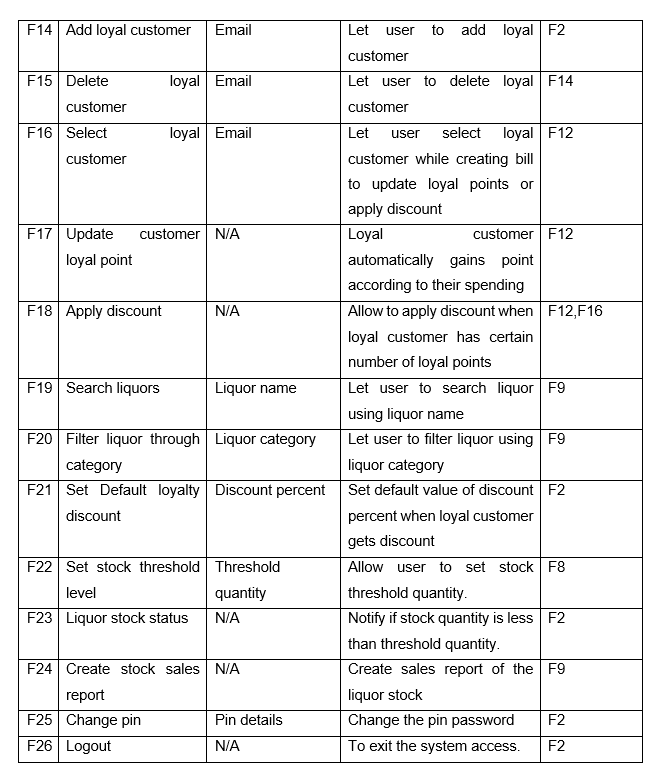 F14 Add loyal customer Email Let user to add loyal F2
customer
F15 Delete loyal Email Let user to delete loyal F14
customer customer
F16 Select loyal Email Let user select loyal F12
customer customer while creating bill
to update loyal points or
apply discount
F17 Update customer N/A Loyal customer F12
loyal point automatically gains point
according to their spending
F18 Apply discount N/A Allow to apply discount when F12,F16
loyal customer has certain
number of loyal points
F19 Search liquors Liquor name Let user to search liquor F9
using liquor name
F20 Filter liquor through Liquor category Let user to filter liquor using F9
category liquor category
F21 Set Default loyalty Discount percent Set default value of discount F2
discount percent when loyal customer
gets discount
F22 Set stock threshold Threshold Allow user to set stock F8
level quantity threshold quantity.
F23 Liquor stock status N/A Notify if stock quantity is less F2
than threshold quantity.
F24 Create stock sales N/A Create sales report of the F9
report liquor stock
F25 Change pin Pin details Change the pin password F2
F26 Logout N/A To exit the system access. F2